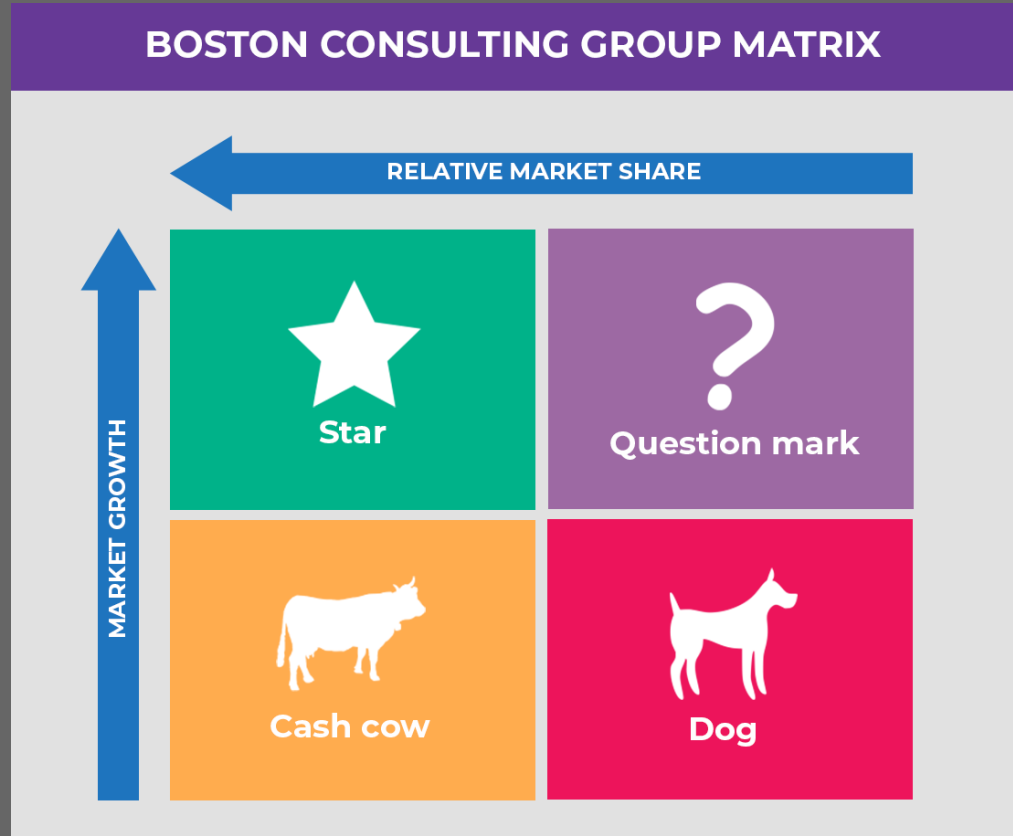 BOSTON CONSULTING GROUP MATRIX
RELATIVE MARKET SHARE
MARKET GROWTH
Star
Question mark
Cash cow
Dog